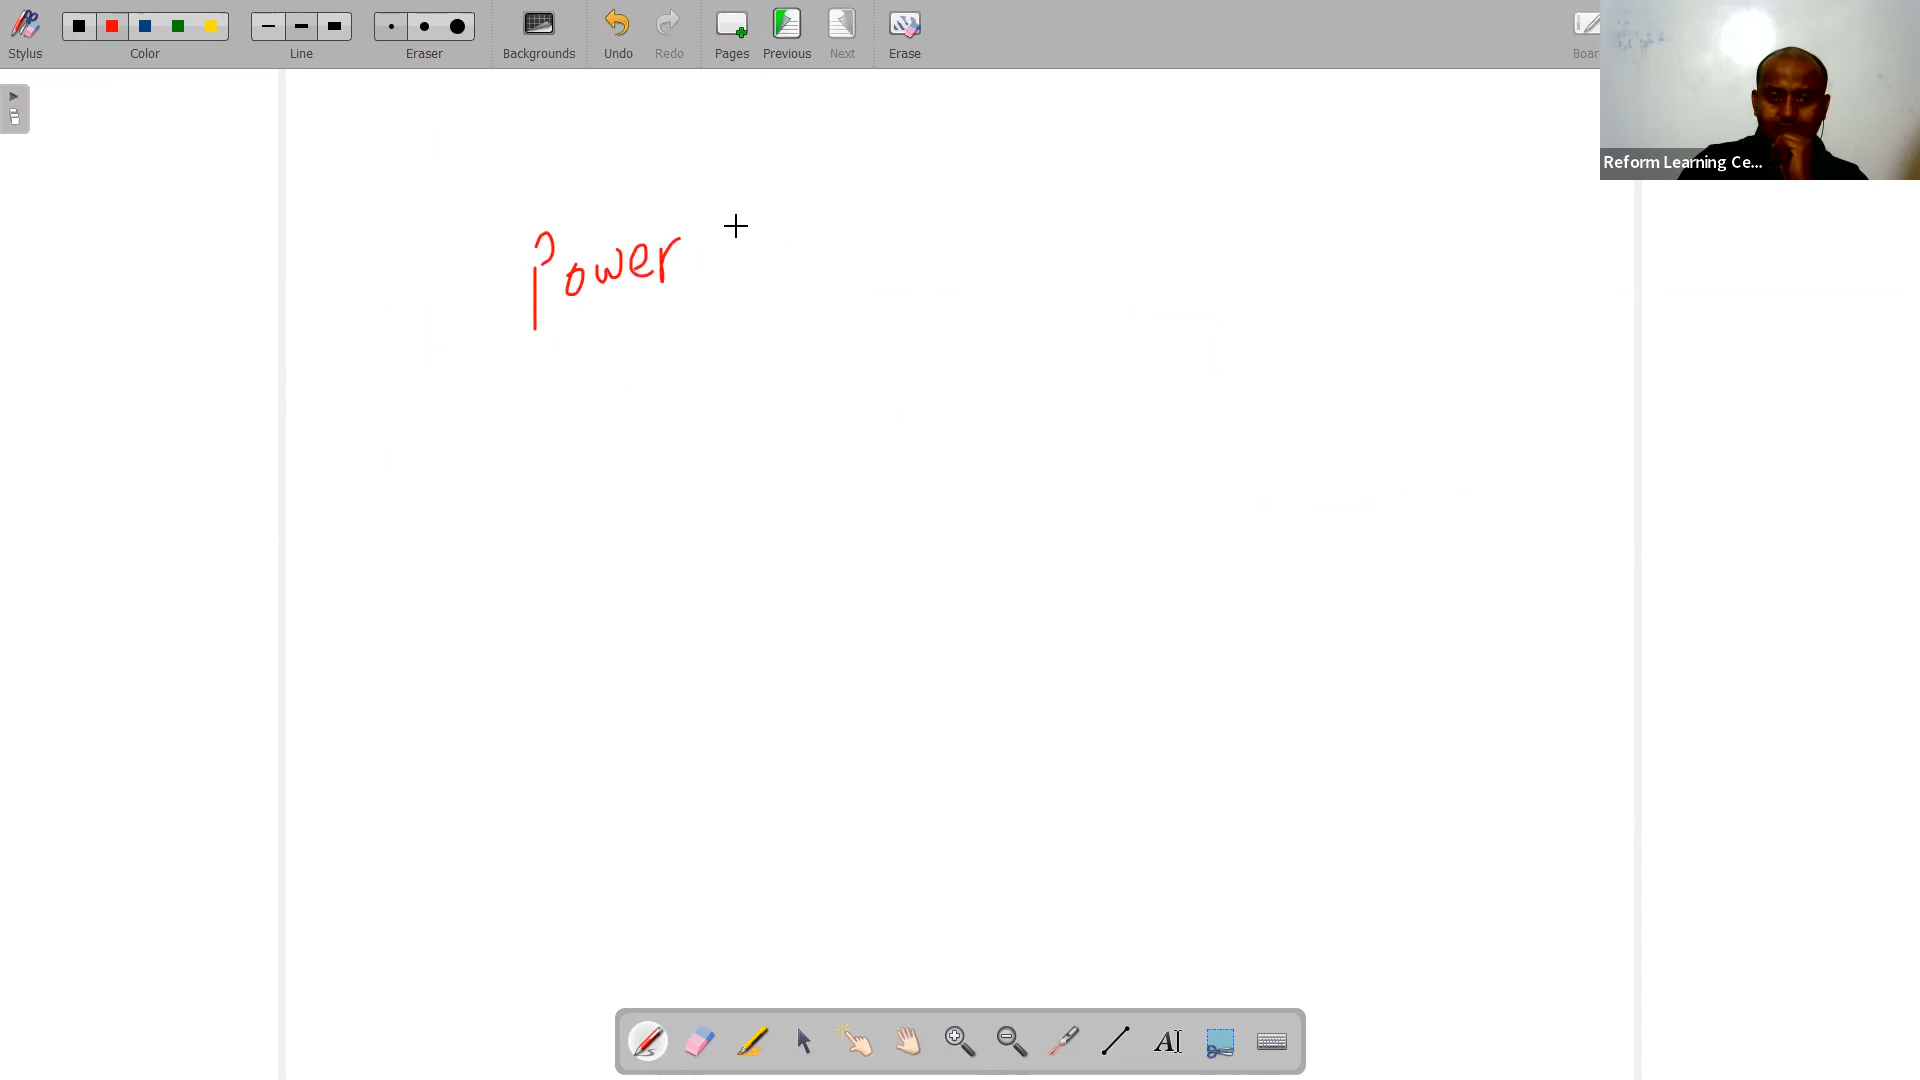 Stylus Color Line Eraser Backgrounds Undo Redo Pages Previous Next Erase
Reform Learning Ce...
Power